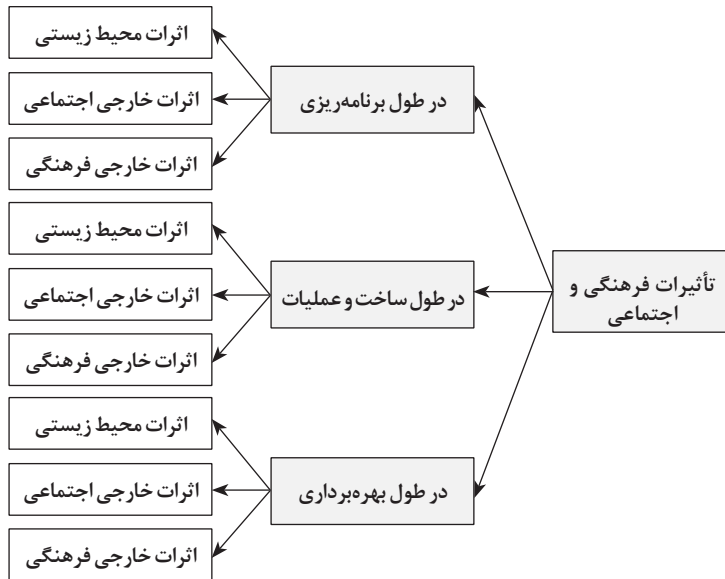 تأثیرات فرهنگی و
اجتماعی
در طول برنامه‌ریزی
اثرات محیط زیستی
اثرات خارجی اجتماعی
اثرات خارجی فرهنگی
در طول ساخت و عملیات
اثرات محیط زیستی
اثرات خارجی اجتماعی
اثرات خارجی فرهنگی
در طول بهره‌برداری
اثرات محیط زیستی
اثرات خارجی اجتماعی
اثرات خارجی فرهنگی